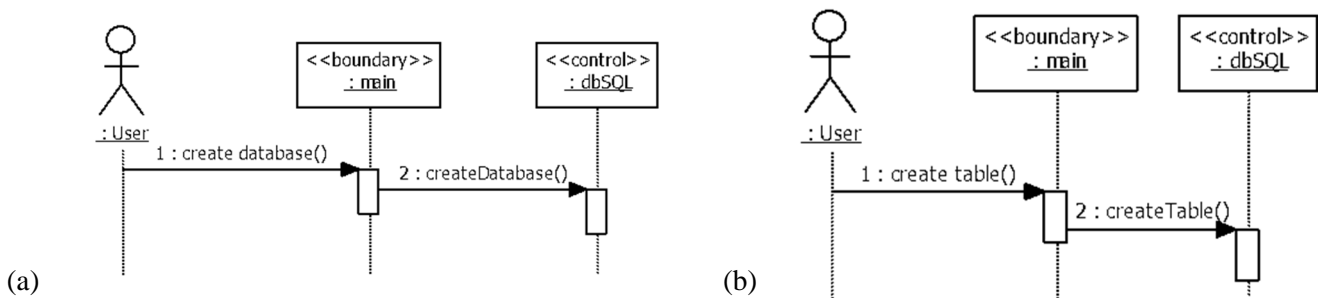 <<boundary>>
: main
<<control>>
: dbSQL
: User
1 : create database()
2 : createDatabase()
(a)
<<boundary>>
: main
<<control>>
: dbSQL
: User
1 : create table()
2 : createTable()
(b)